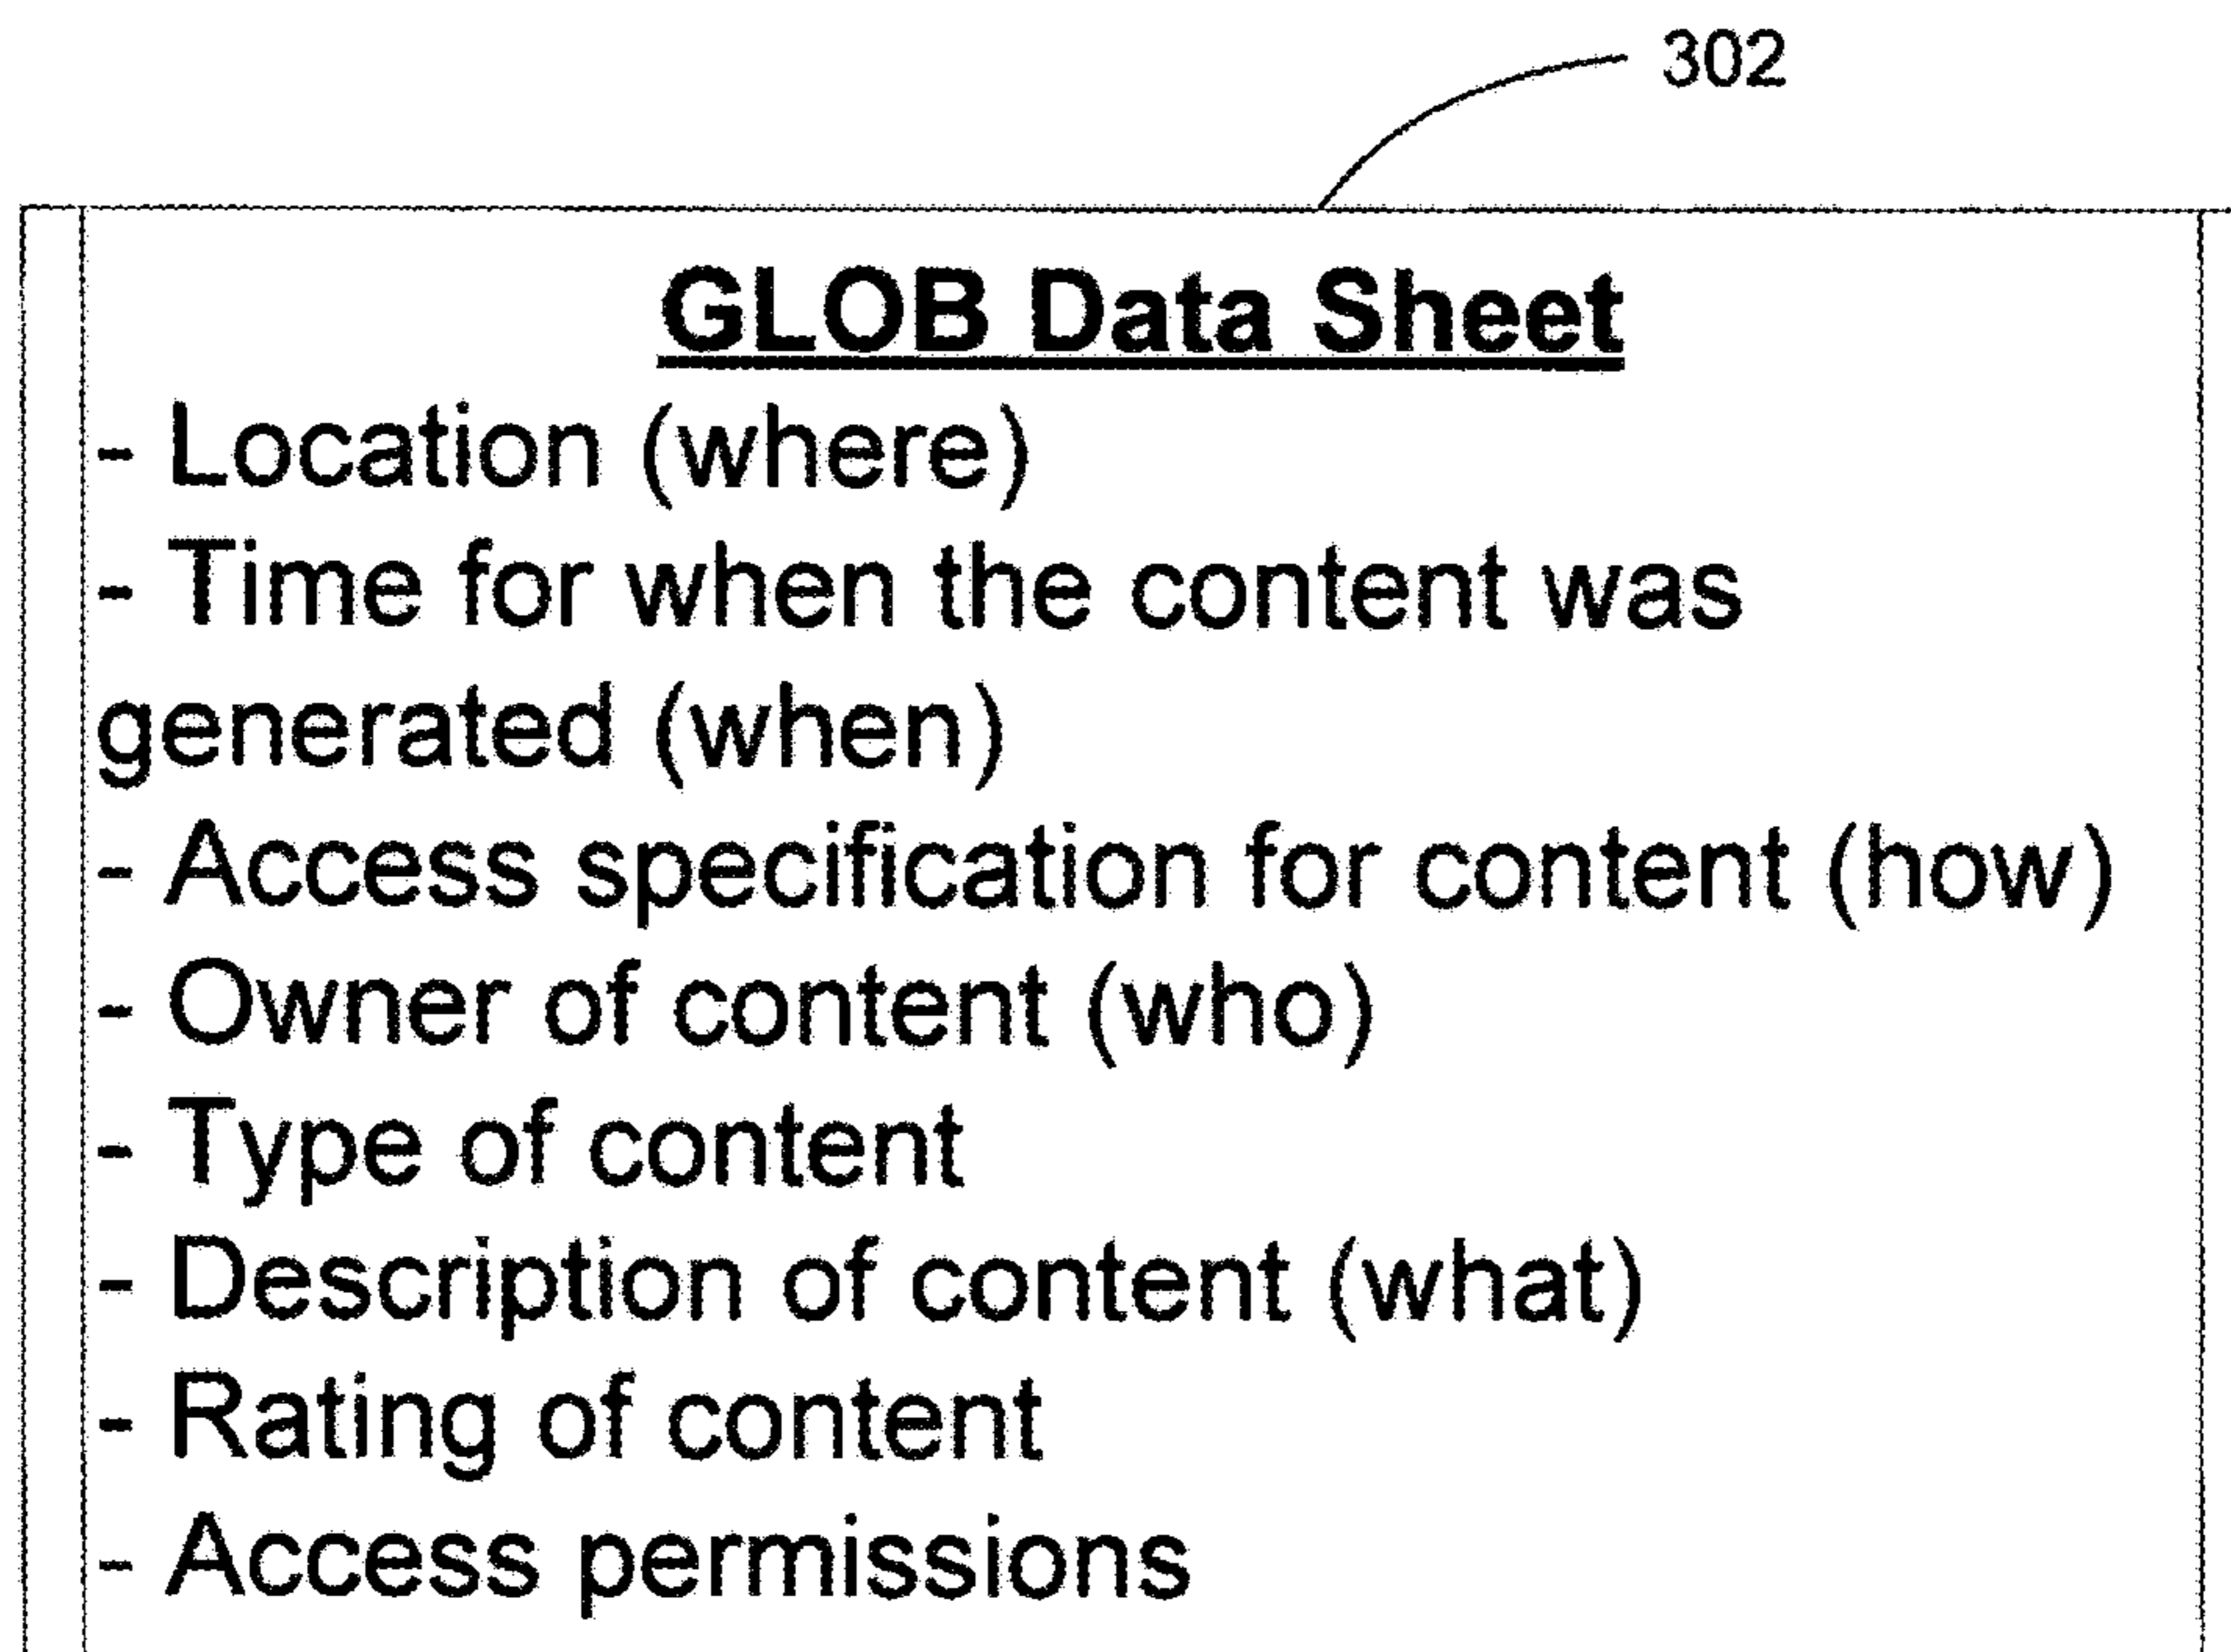 302
GLOB Data Sheet
- Location (where)
- Time for when the content was
generated (when)
- Access specification for content (how)
- Owner of content (who)
- Type of content
- Description of content (what)
- Rating of content
- Access permissions